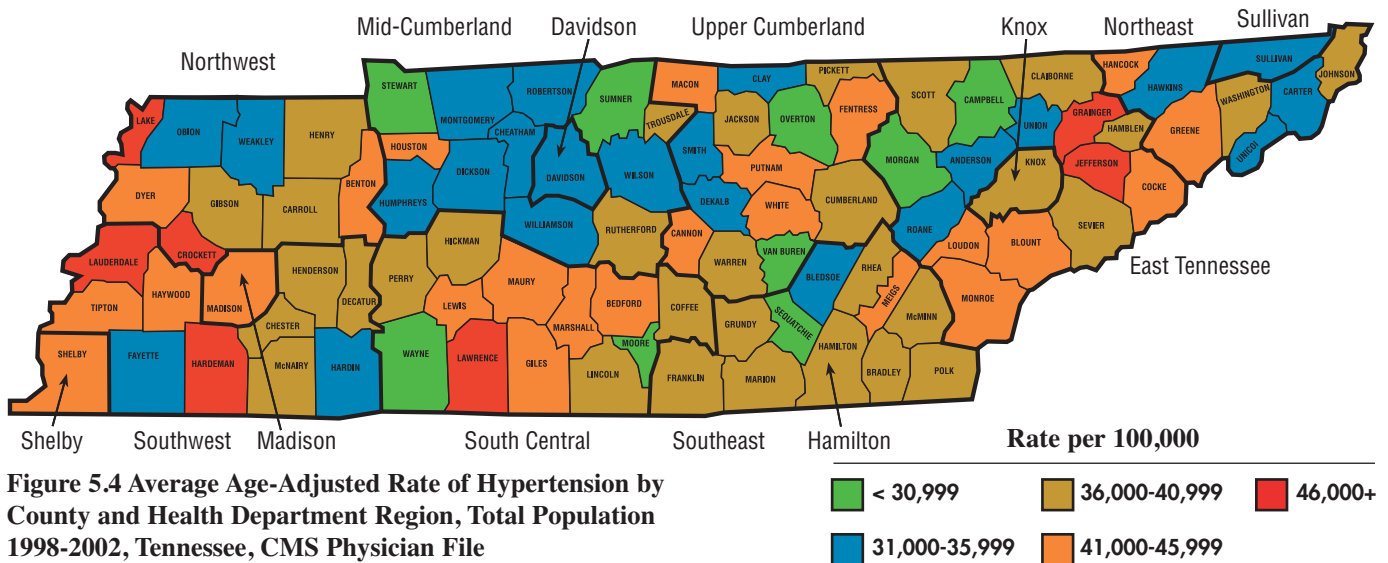 Mid-Cumberland Davidson Upper Cumberland Knox Northeast Sullivan
Northwest
STEWART MONTGOMERY ROBERTSON SUMNER MACON CLAY PICKETT SCOTT CAMPBELL CLAIBORNE HANCOCK HAWKINS SULLIVAN JOHNSON
LAKE OBION WEAKLEY HENRY HOUSTON CHEATHAM TROUSDALE JACKSON OVERTON FENTRESS UNION GRAINGER HAMBLEN GREENE WASHINGTON CARTER UNICOI
DYER GIBSON CARROLL BENTON HUMPHREYS DICKSON DAVIDSON WILSON SMITH PUTNAM MORGAN ANDERSON KNOX JEFFERSON COCKE
WILLIAMSON RUTHERFORD DEKALB WHITE CUMBERLAND ROANE LOUDON BLOUNT SEVIER
LAUDERDALE CROCKETT HICKMAN CANNON WARREN VAN BUREN BLEDSOE RHEA MEIGS MONROE
East Tennessee
TIPTON HAYWOOD MADISON HENDERSON DECATUR PERRY LEWIS MAURY MARSHALL BEDFORD COFFEE GRUNDY SEQUATCHIE McMINN
SHELBY FAYETTE HARDEMAN CHESTER McNAIRY HARDIN WAYNE LAWRENCE GILES LINCOLN MOORE FRANKLIN MARION HAMILTON BRADLEY POLK
Shelby Southwest Madison South Central Southeast Hamilton
Rate per 100,000
< 30,999 36,000-40,999 46,000+
31,000-35,999 41,000-45,999
Figure 5.4 Average Age-Adjusted Rate of Hypertension by
County and Health Department Region, Total Population
1998-2002, Tennessee, CMS Physician File